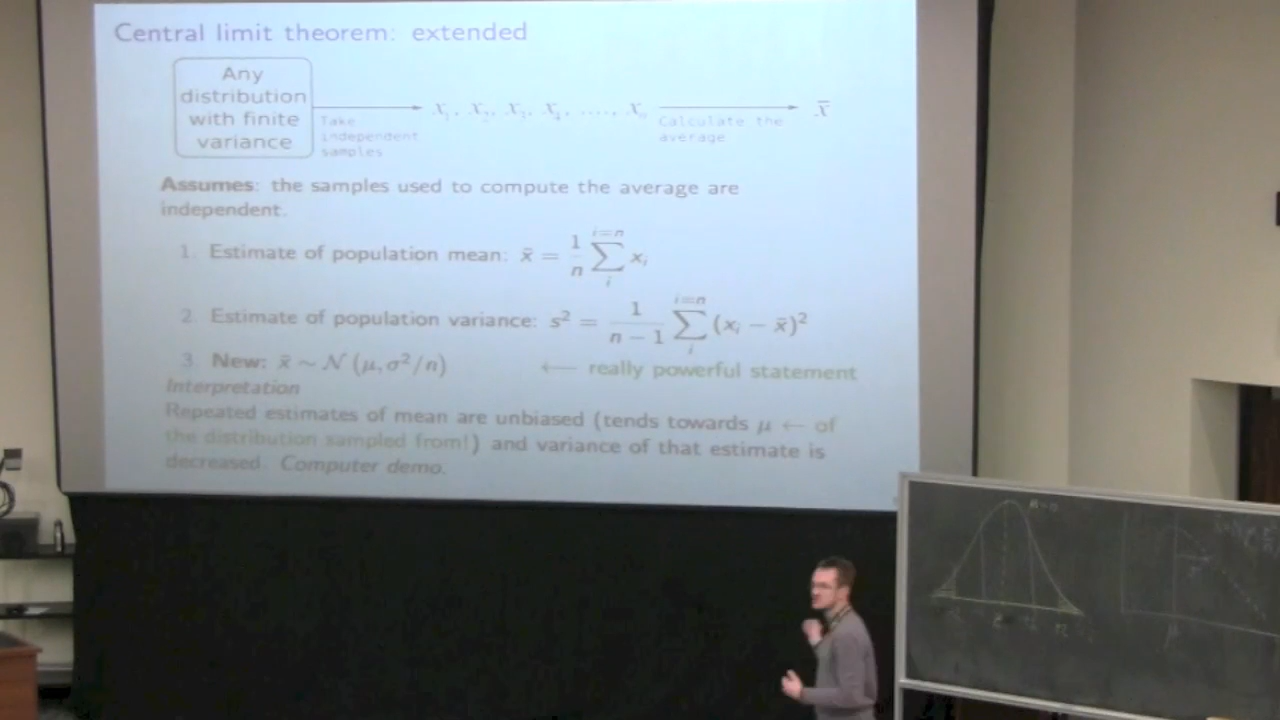 Central limit theorem: extended
Any
distribution
with finite
variance
Take
independent
samples
x₁, x₂, x₃, x₄, ...., xₙ
Calculate the
average
x̄
Assumes: the samples used to compute the average are
independent.
1. Estimate of population mean: x̄ = 1/n ∑ᵢ^{i=n} xᵢ
2. Estimate of population variance: s² = 1/(n − 1) ∑ᵢ^{i=n} (xᵢ − x̄)²
3. New: x̄ ~ N (μ, σ²/n) ⟵ really powerful statement
Interpretation
Repeated estimates of mean are unbiased (tends towards μ ← of
the distribution sampled from!) and variance of that estimate is
decreased. Computer demo.